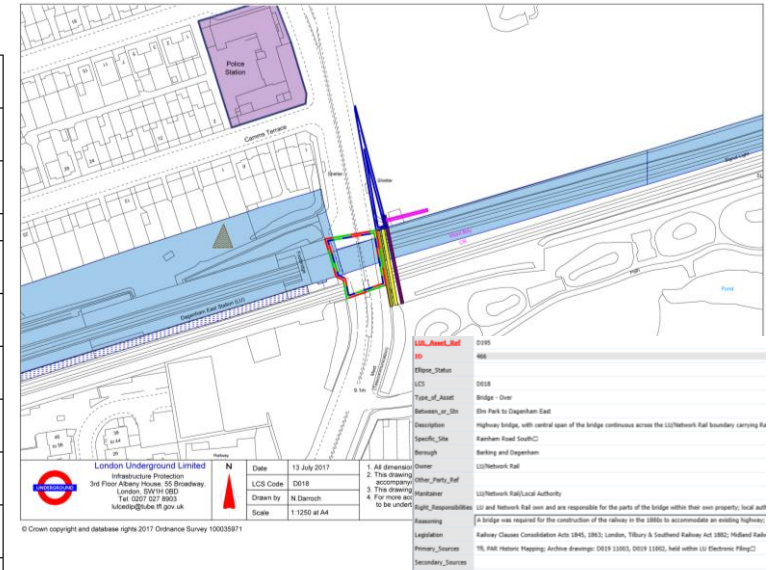 Police
Station
Camms Terrace
Shelter
Shelter
Signal Light
Dagenham East Station (LU)
Path
Pond
9.1m
London Underground Limited
Infrastructure Protection
3rd Floor Albany House, 55 Broadway,
London, SW1H 0BD
Tel. 0207 027 8903
lulcedip@tube.tfl.gov.uk
UNDERGROUND
N
Date 13 July 2017
LCS Code D018
Drawn by N.Darroch
Scale 1:1250 at A4
1. All dimension
2. This drawing
accompany
3. This drawing
4. For more
to be underst
© Crown copyright and database rights 2017 Ordnance Survey 100035971
LUL_Asset_Ref D195
ID 466
Ellipse_Status
LCS D018
Type_of_Asset Bridge - Over
Between_or_Stn Elm Park to Dagenham East
Description Highway bridge, with central span of the bridge continuous across the LU/Network Rail boundary carrying
Specific_Site Rainham Road South
Borough Barking and Dagenham
Owner LU/Network Rail
Other_Party_Ref
Maintainer LU/Network Rail/Local Authority
Right_Responsibilities LU and Network Rail own and are responsible for the parts of the bridge within their own property; local
Reasoning A bridge was required for the construction of the railway in the 1880s to accommodate an existing highway;
Legislation Railway Clauses Consolidation Acts 1845, 1863; London, Tilbury & Southend Railway Act 1882; Midland
Primary_Sources TfL PAR Historic Mapping; Archive drawings: D019 11003, D019 11002, held within LU Electronic Filing
Secondary_Sources